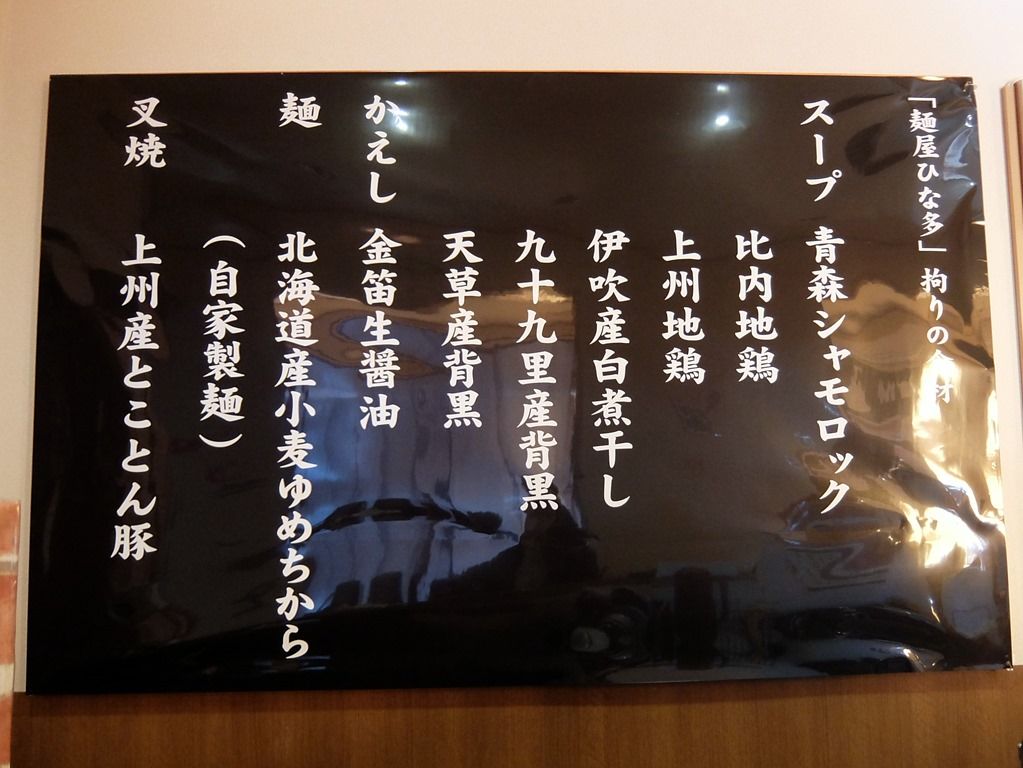 「麺屋ひな多」拘りの食材
スープ 青森シャモロック
比内地鶏
上州地鶏
伊吹産白煮干し
九十九里産背黒
天草産背黒
かえし 金笛生醤油
麺 北海道産小麦ゆめちから
（自家製麺）
叉焼 上州産とことん豚